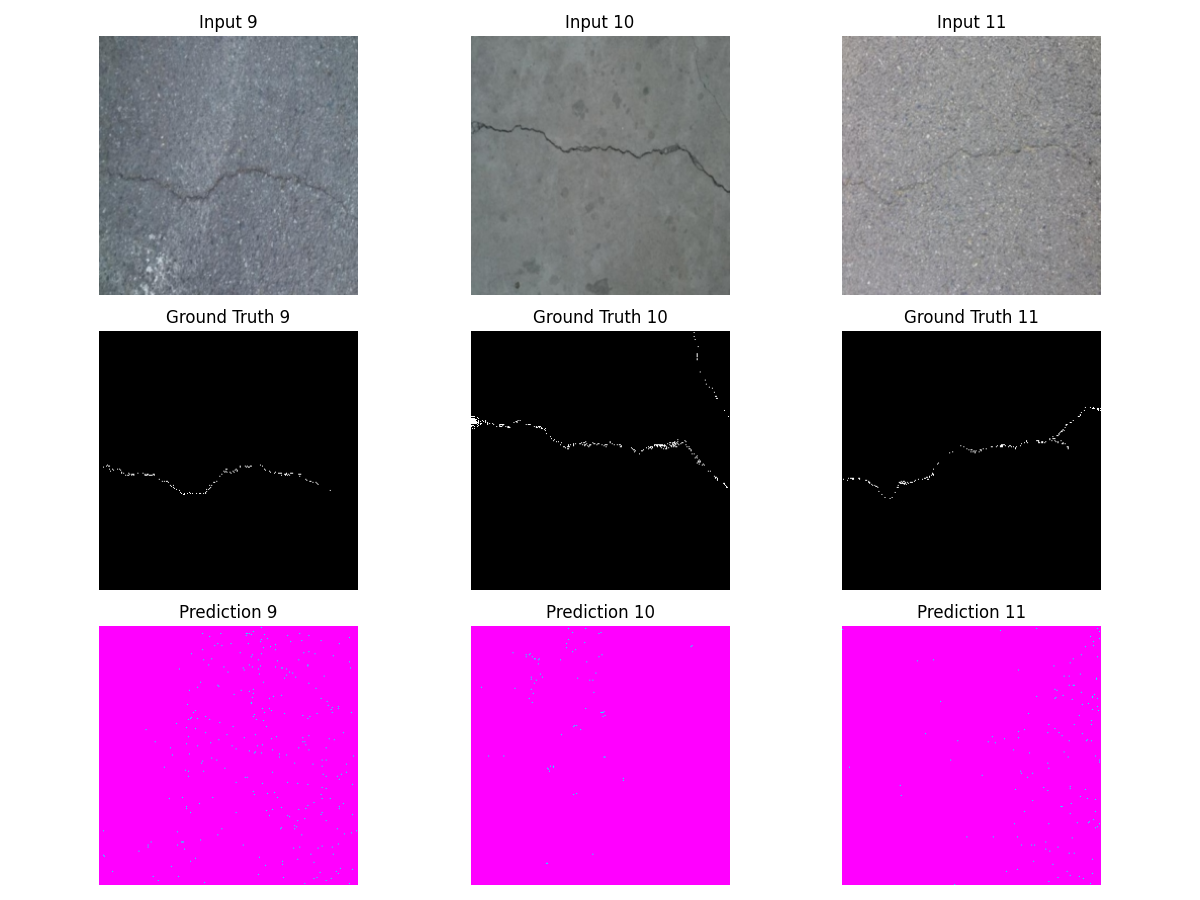 Input 9
Input 10
Input 11
Ground Truth 9
Ground Truth 10
Ground Truth 11
Prediction 9
Prediction 10
Prediction 11